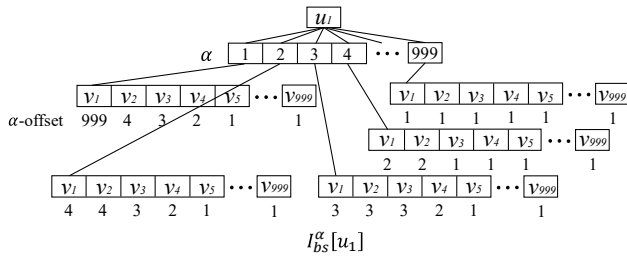 u1
α 1 2 3 4 ··· 999
v1 v2 v3 v4 v5 ··· v999
α-offset 999 4 3 2 1 1
v1 v2 v3 v4 v5 ··· v999
1 1 1 1 1 1
v1 v2 v3 v4 v5 ··· v999
2 2 1 1 1 1
v1 v2 v3 v4 v5 ··· v999
4 4 3 2 1 1
v1 v2 v3 v4 v5 ··· v999
3 3 3 2 1 1
I^α_bs[u_1]